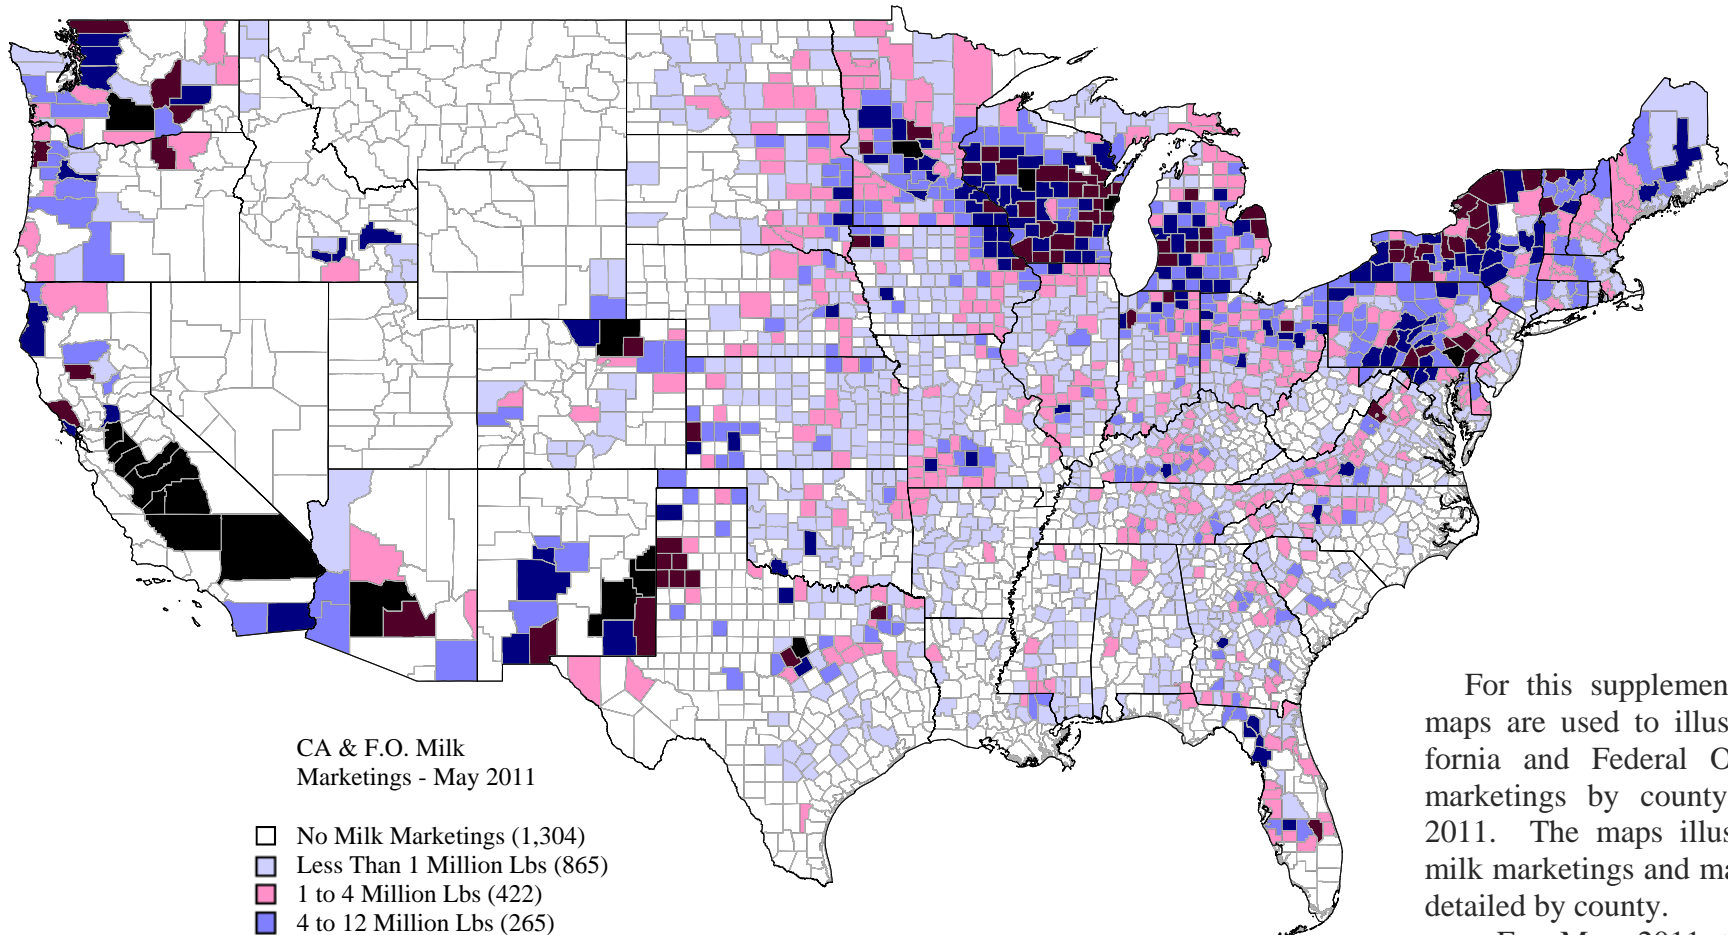 CA & F.O. Milk
Marketings - May 2011
No Milk Marketings (1,304)
Less Than 1 Million Lbs (865)
1 to 4 Million Lbs (422)
4 to 12 Million Lbs (265)
For this supplemen
maps are used to illus
fornia and Federal O
marketings by county
2011. The maps illus
milk marketings and ma
detailed by county.